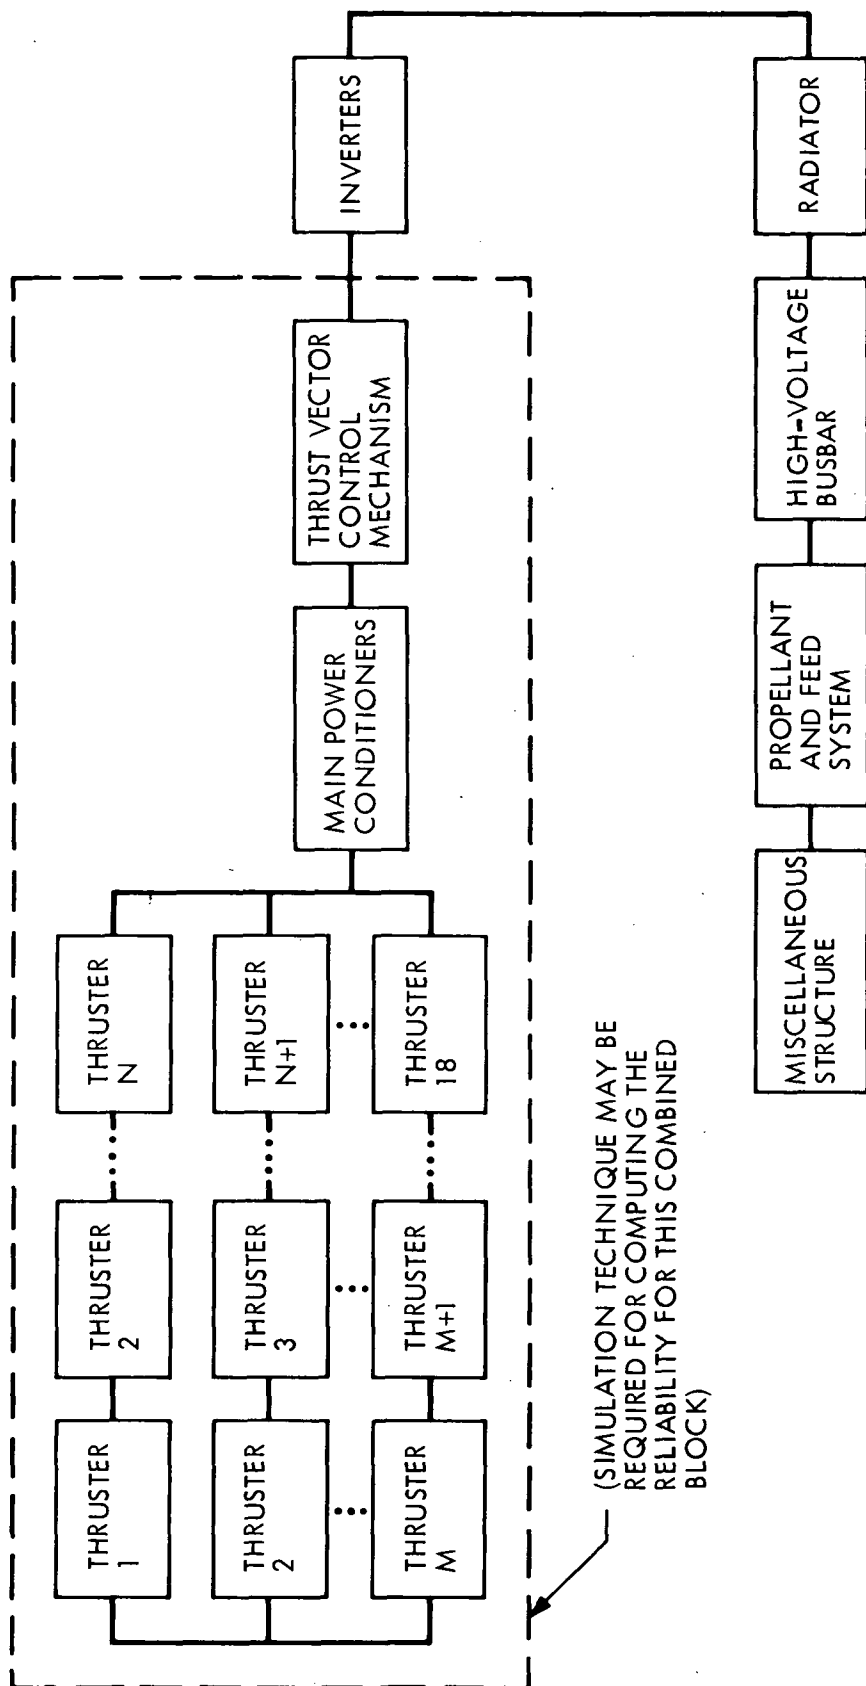 THRUSTER
1
THRUSTER
2
THRUSTER
N
THRUSTER
2
THRUSTER
3
THRUSTER
N+1
THRUSTER
M
THRUSTER
M+1
THRUSTER
18
MAIN POWER
CONDITIONERS
THRUST VECTOR
CONTROL
MECHANISM
INVERTERS
(SIMULATION TECHNIQUE MAY BE
REQUIRED FOR COMPUTING THE
RELIABILITY FOR THIS COMBINED
BLOCK)
MISCELLANEOUS
STRUCTURE
PROPELLANT
AND FEED
SYSTEM
HIGH-VOLTAGE
BUSBAR
RADIATOR